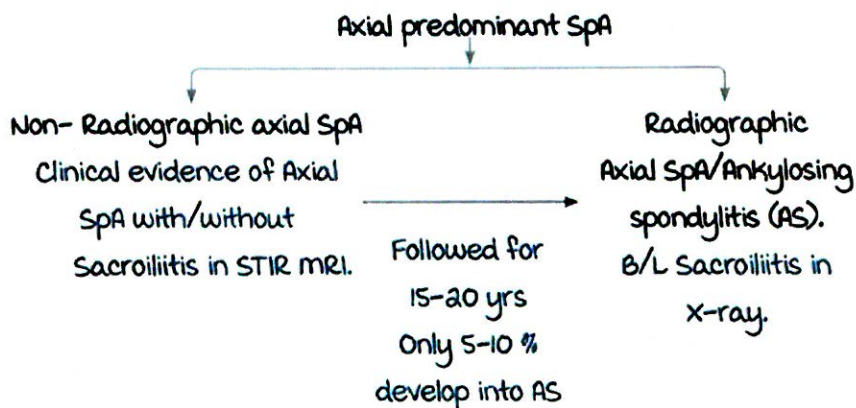 Axial predominant SpA
Non- Radiographic axial SpA
Clinical evidence of Axial
SpA with/without
Sacroiliitis in STIR MRI.
Followed for
15-20 yrs
Only 5-10 %
develop into AS
Radiographic
Axial SpA/Ankylosing
spondylitis (AS).
B/L Sacroiliitis in
X-ray.